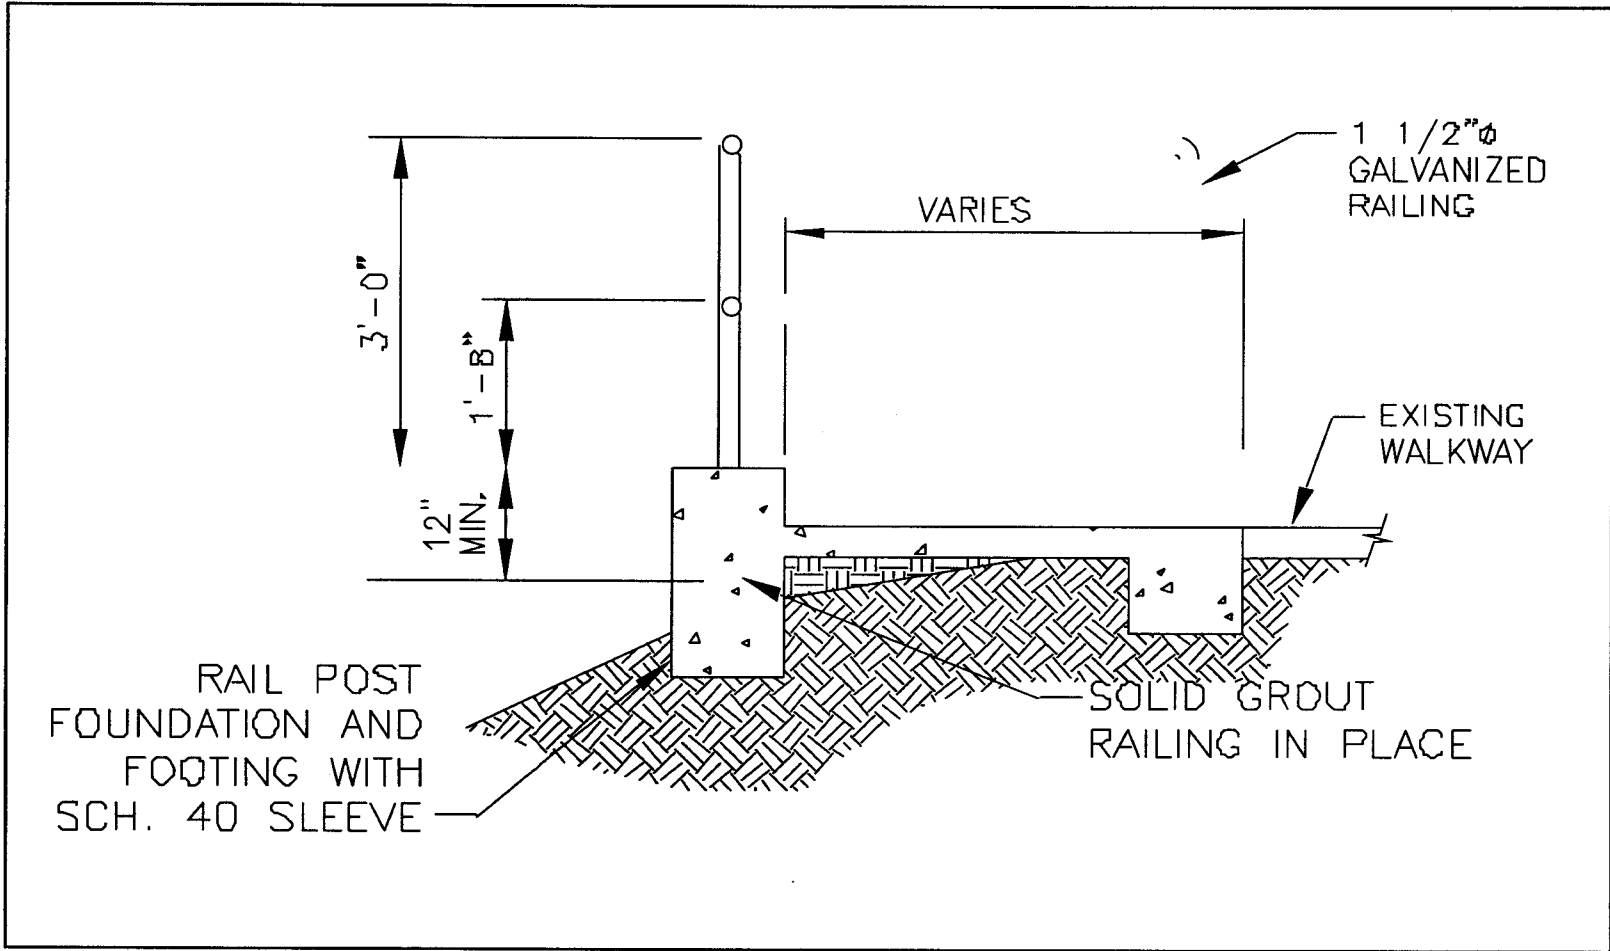 1 1/2"ø
GALVANIZED
RAILING
VARIES
3'-0"
1'-8"
EXISTING
WALKWAY
12"
MIN.
RAIL POST
FOUNDATION AND
FOOTING WITH
SCH. 40 SLEEVE
SOLID GROUT
RAILING IN PLACE